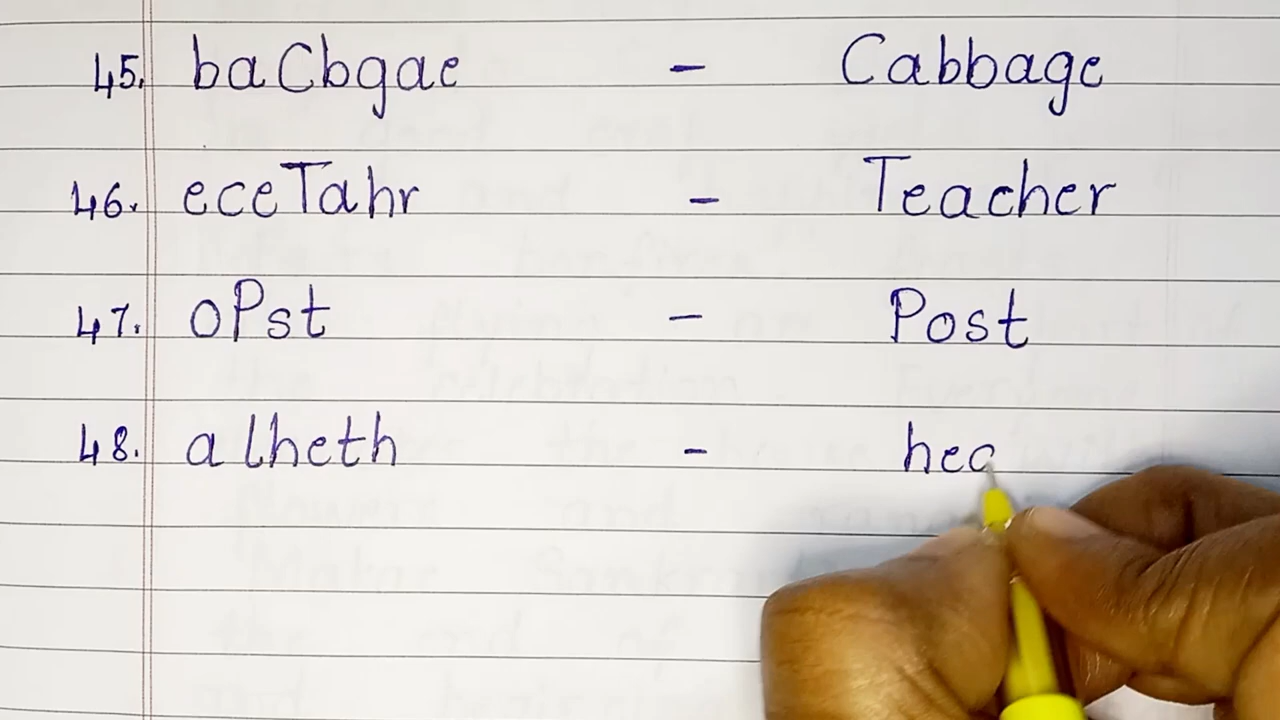 45. baCbgae - Cabbage
46. eceTahr - Teacher
47. oPst - Post
48. alheth - hea